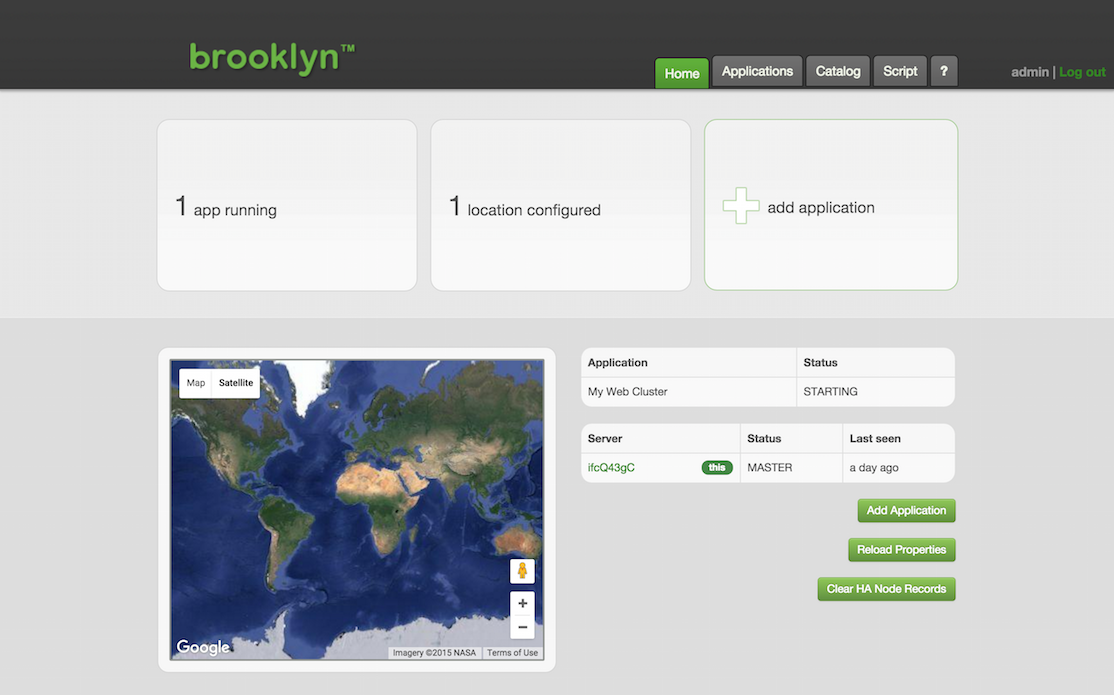 brooklyn™
Home Applications Catalog Script ? admin | Log out
1 app running
1 location configured
add application
Map Satellite
Google
Imagery ©2015 NASA Terms of Use
Application Status
My Web Cluster STARTING
Server Status Last seen
ifcQ43gC this MASTER a day ago
Add Application
Reload Properties
Clear HA Node Records